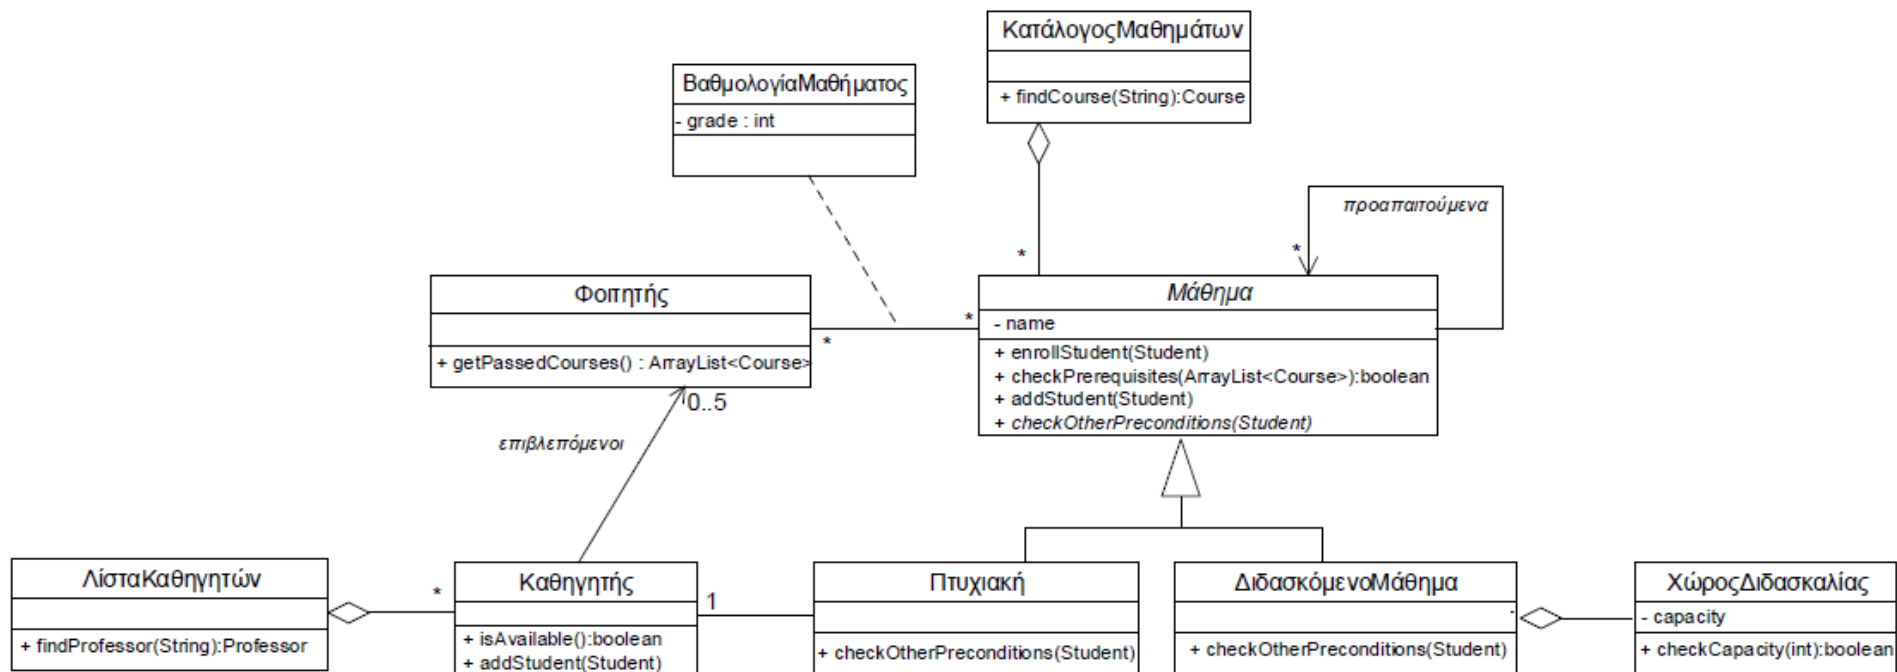 ΚατάλογοςΜαθημάτων
+ findCourse(String):Course
ΒαθμολογίαΜαθήματος
- grade : int
προαπαιτούμενα
*
*
Φοιτητής
+ getPassedCourses() : ArrayList<Course>
*
*
Μάθημα
- name
+ enrollStudent(Student)
+ checkPrerequisites(ArrayList<Course>):boolean
+ addStudent(Student)
+ checkOtherPreconditions(Student)
0..5
επιβλεπόμενοι
ΛίσταΚαθηγητών
+ findProfessor(String):Professor
*
Καθηγητής
+ isAvailable():boolean
+ addStudent(Student)
1
Πτυχιακή
+ checkOtherPreconditions(Student)
ΔιδασκόμενοΜάθημα
+ checkOtherPreconditions(Student)
ΧώροςΔιδασκαλίας
- capacity
+ checkCapacity(int):boolean